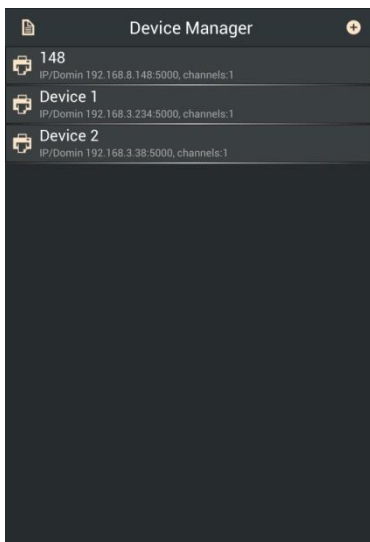 Device Manager
148
IP/Domin 192.168.8.148:5000, channels:1
Device 1
IP/Domin 192.168.3.234:5000, channels:1
Device 2
IP/Domin 192.168.3.38:5000, channels:1